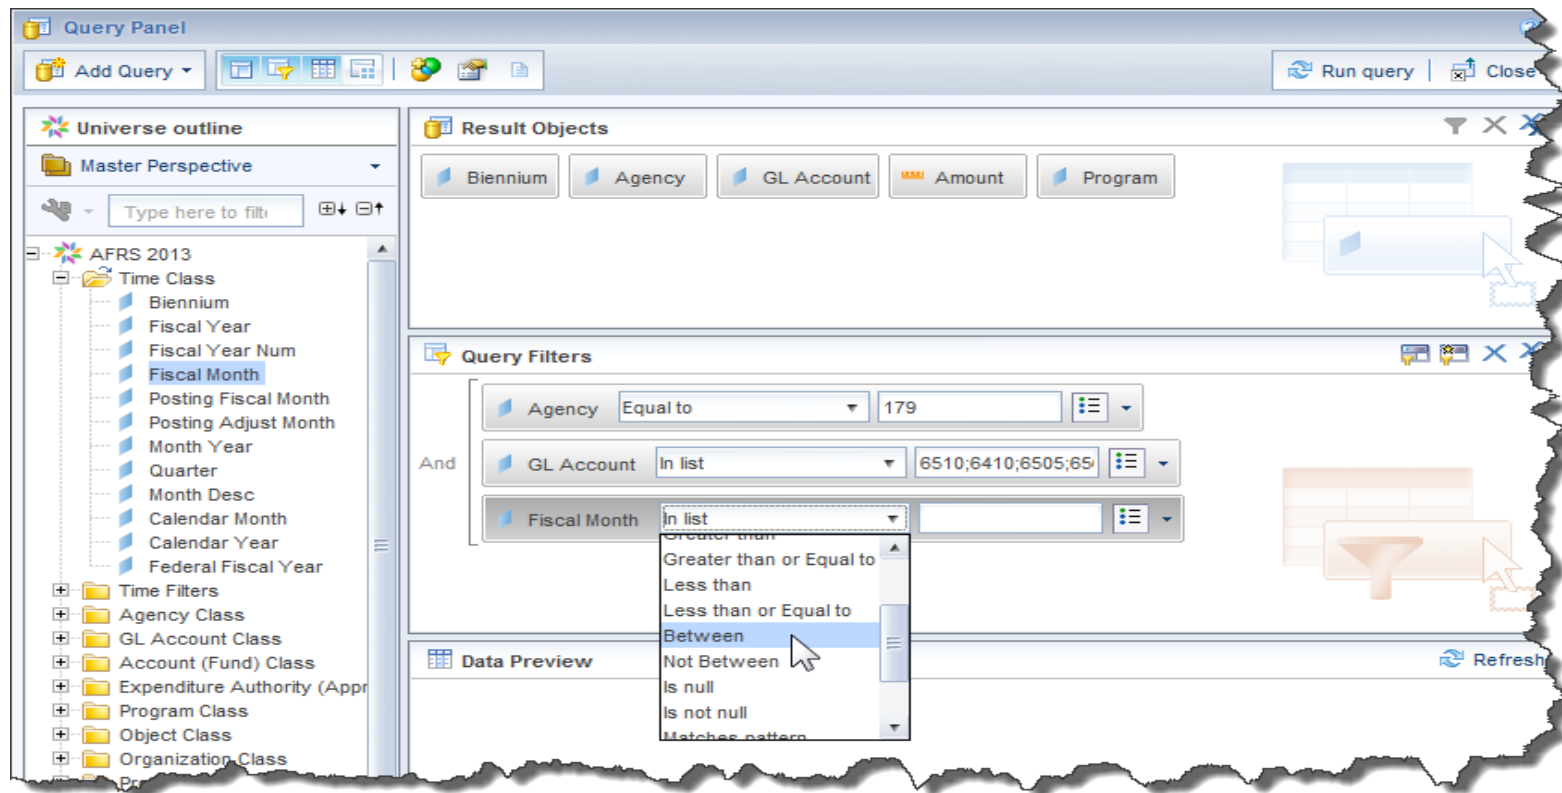 Query Panel
Add Query
Run query
Close
Universe outline
Master Perspective
Type here to filt
AFRS 2013
Time Class
Biennium
Fiscal Year
Fiscal Year Num
Fiscal Month
Posting Fiscal Month
Posting Adjust Month
Month Year
Quarter
Month Desc
Calendar Month
Calendar Year
Federal Fiscal Year
Time Filters
Agency Class
GL Account Class
Account (Fund) Class
Expenditure Authority (Appr
Program Class
Object Class
Organization Class
Result Objects
Biennium Agency GL Account Amount Program
Query Filters
And
Agency Equal to 179
GL Account In list 6510;6410;6505;65
Fiscal Month In list
Greater than
Greater than or Equal to
Less than
Less than or Equal to
Between
Not Between
Is null
Is not null
Matches pattern
Data Preview
Refresh